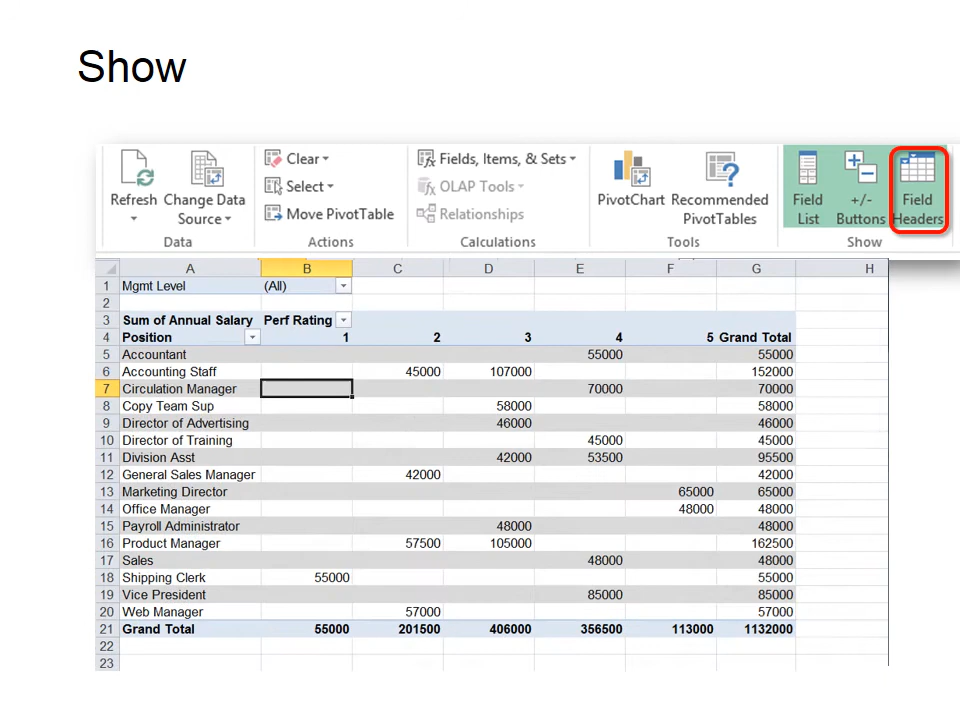 Show
Refresh
Change Data Source
Data
Clear
Select
Move PivotTable
Actions
Fields, Items, & Sets
OLAP Tools
Relationships
Calculations
PivotChart
Recommended PivotTables
Tools
Field List
+/- Buttons
Field Headers
Show
A B C D E F G H
1 Mgmt Level (All)
2
3 Sum of Annual Salary Perf Rating
4 Position 1 2 3 4 5 Grand Total
5 Accountant 55000 55000
6 Accounting Staff 45000 107000 152000
7 Circulation Manager 70000 70000
8 Copy Team Sup 58000 58000
9 Director of Advertising 46000 46000
10 Director of Training 45000 45000
11 Division Asst 42000 53500 95500
12 General Sales Manager 42000 42000
13 Marketing Director 65000 65000
14 Office Manager 48000 48000
15 Payroll Administrator 48000 48000
16 Product Manager 57500 105000 162500
17 Sales 48000 48000
18 Shipping Clerk 55000 55000
19 Vice President 85000 85000
20 Web Manager 57000 57000
21 Grand Total 55000 201500 406000 356500 113000 1132000
22
23